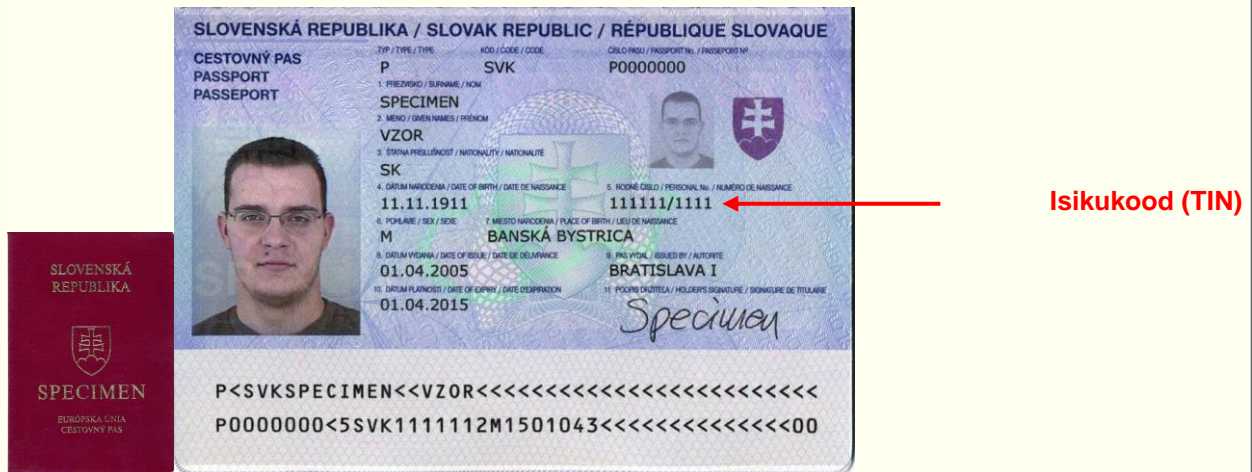 SLOVENSKÁ REPUBLIKA / SLOVAK REPUBLIC / RÉPUBLIQUE SLOVAQUE
CESTOVNÝ PAS
PASSPORT
PASSEPORT
TYP / TYPE / TYPE KÓD / CODE / CODE ČÍSLO PASU / PASSPORT No. / PASSEPORT Nº
P SVK P0000000
1. PRIEZVISKO / SURNAME / NOM
SPECIMEN
2. MENO / GIVEN NAMES / PRÉNOM
VZOR
3. ŠTÁTNA PRÍSLUŠNOSŤ / NATIONALITY / NATIONALITÉ
SK
4. DÁTUM NARODENIA / DATE OF BIRTH / DATE DE NAISSANCE 5. RODNÉ ČÍSLO / PERSONAL No. / NUMÉRO DE NAISSANCE
11.11.1911 111111/1111
Isikukood (TIN)
6. POHLAVIE / SEX / SEXE 7. MIESTO NARODENIA / PLACE OF BIRTH / LIEU DE NAISSANCE
M BANSKÁ BYSTRICA
8. DÁTUM VYDANIA / DATE OF ISSUE / DATE DE DÉLIVRANCE 9. PAS VYDAL / ISSUED BY / AUTORITÉ
01.04.2005 BRATISLAVA I
10. DÁTUM PLATNOSTI / DATE OF EXPIRY / DATE D'EXPIRATION 11. PODPIS DRŽITEĽA / HOLDER'S SIGNATURE / SIGNATURE DE TITULAIRE
01.04.2015 Specimen
P<SVKSPECIMEN<<VZOR<<<<<<<<<<<<<<<<<<<<<<<<<
P0000000<5SVK1111112M1501043<<<<<<<<<<<<<<00
SLOVENSKÁ
REPUBLIKA
SPECIMEN
EURÓPSKA ÚNIA
CESTOVNÝ PAS